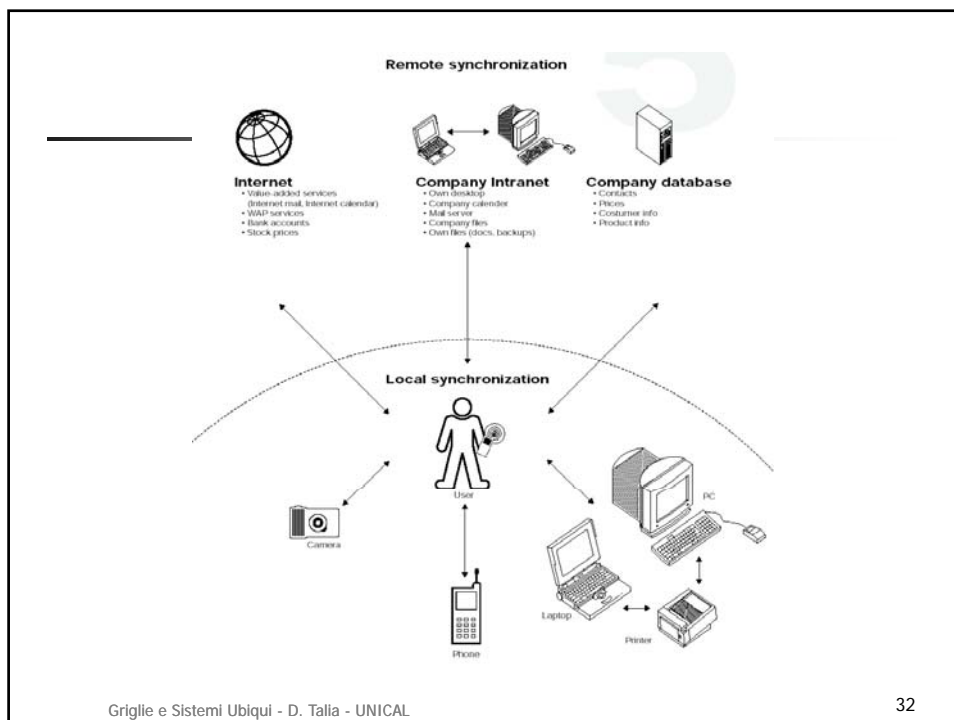 Remote synchronization
Internet
• Value-added services
(Internet mail, Internet calendar)
• WAP services
• Bank accounts
• Stock prices
Company Intranet
• Own desktop
• Company calender
• Mail server
• Company files
• Own files (docs, backups)
Company database
• Contacts
• Prices
• Costumer info
• Product info
Local synchronization
User
Camera
Phone
PC
Laptop
Printer
Griglie e Sistemi Ubiqui - D. Talia - UNICAL
32